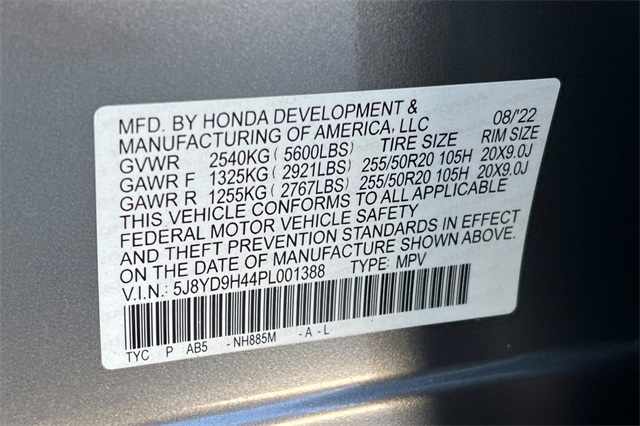 MFD. BY HONDA DEVELOPMENT & 08/'22
MANUFACTURING OF AMERICA, LLC
GVWR 2540KG (5600LBS) TIRE SIZE RIM SIZE
GAWR F 1325KG (2921LBS) 255/50R20 105H 20X9.0J
GAWR R 1255KG (2767LBS) 255/50R20 105H 20X9.0J
THIS VEHICLE CONFORMS TO ALL APPLICABLE
FEDERAL MOTOR VEHICLE SAFETY
AND THEFT PREVENTION STANDARDS IN EFFECT
ON THE DATE OF MANUFACTURE SHOWN ABOVE.
V.I.N.: 5J8YD9H44PL001388 TYPE: MPV
TYC P AB5 - NH885M - A - L